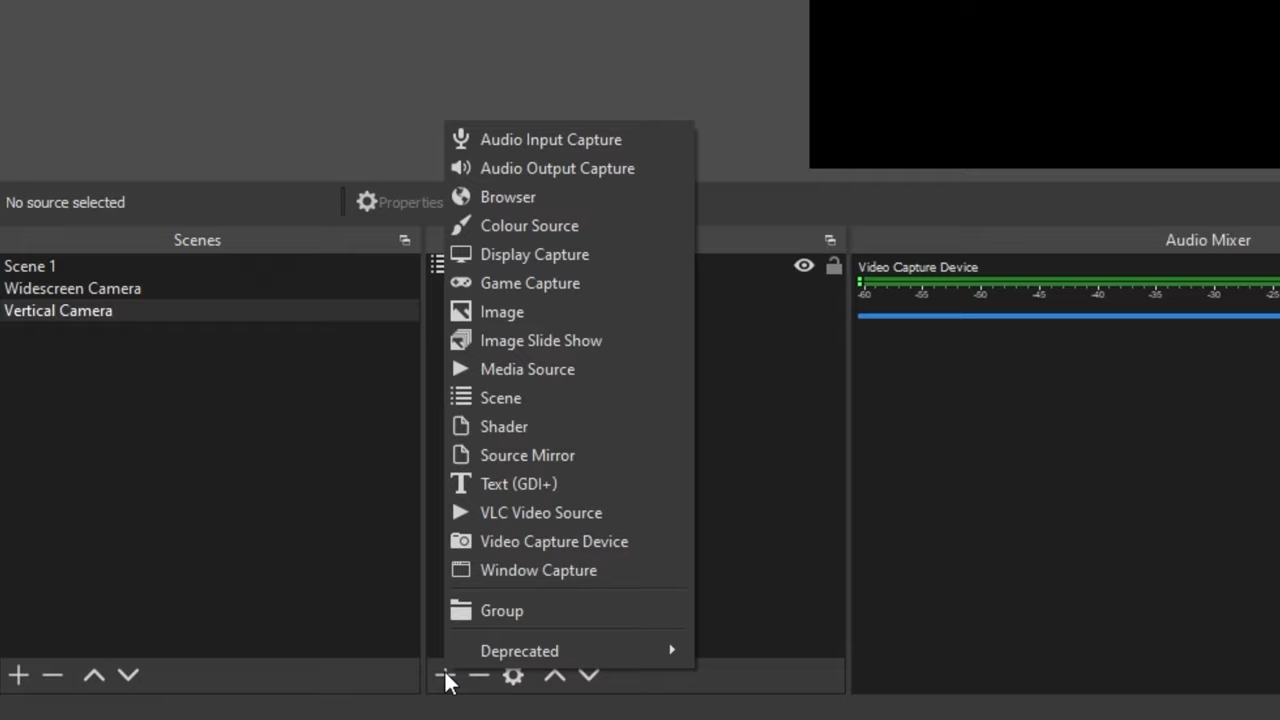 Audio Input Capture
Audio Output Capture
Browser
Colour Source
Display Capture
Game Capture
Image
Image Slide Show
Media Source
Scene
Shader
Source Mirror
Text (GDI+)
VLC Video Source
Video Capture Device
Window Capture
Group
Deprecated
No source selected
Properties
Scenes
Scene 1
Widescreen Camera
Vertical Camera
Audio Mixer
Video Capture Device
-60 -55 -50 -45 -40 -35 -30 -25